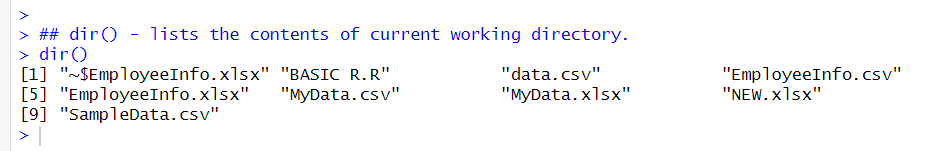 >
> ## dir() - lists the contents of current working directory.
> dir()
[1] "~$EmployeeInfo.xlsx" "BASIC R.R"           "data.csv"            "EmployeeInfo.csv"
[5] "EmployeeInfo.xlsx"   "MyData.csv"          "MyData.xlsx"         "NEW.xlsx"
[9] "SampleData.csv"
>